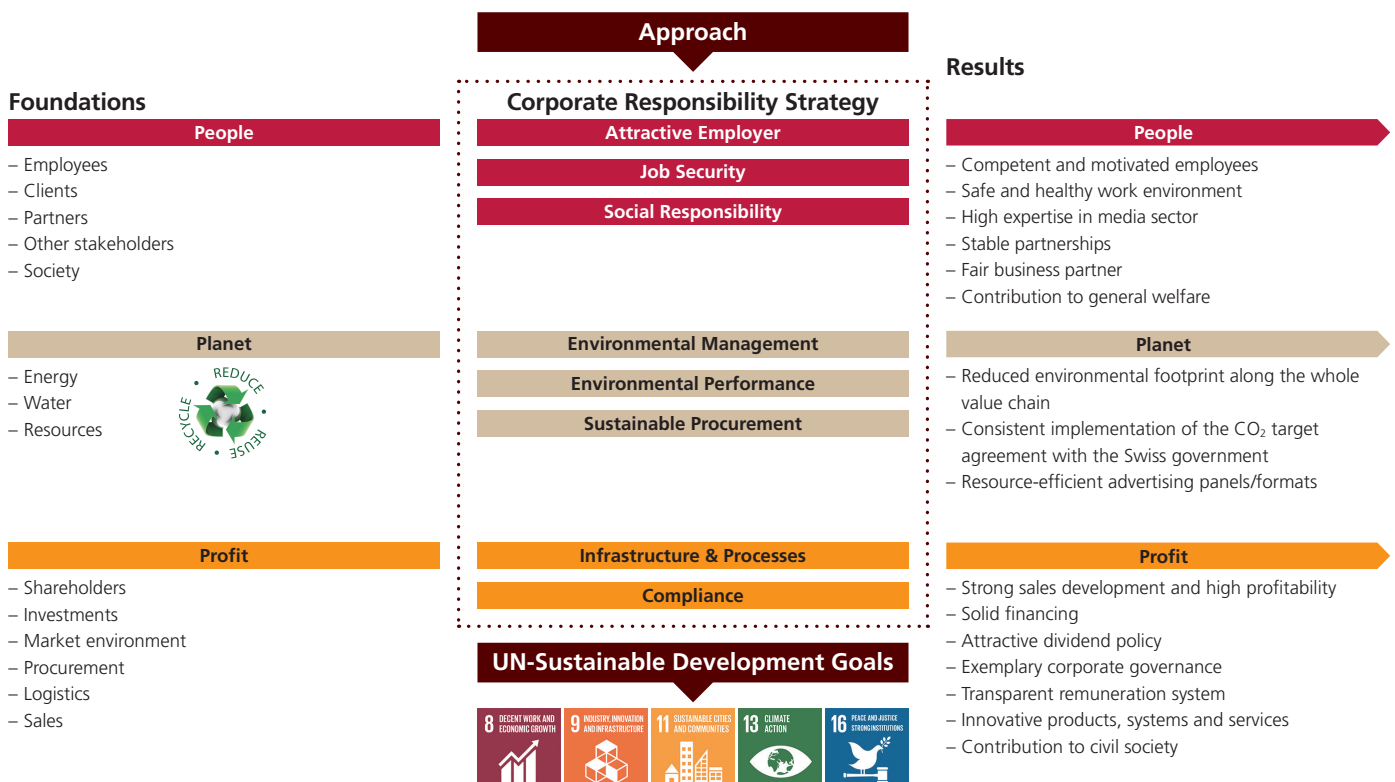 Approach
Foundations
People
– Employees
– Clients
– Partners
– Other stakeholders
– Society
Planet
– Energy
– Water
– Resources
REDUCE • REUSE • RECYCLE •
Profit
– Shareholders
– Investments
– Market environment
– Procurement
– Logistics
– Sales
Corporate Responsibility Strategy
Attractive Employer
Job Security
Social Responsibility
Environmental Management
Environmental Performance
Sustainable Procurement
Infrastructure & Processes
Compliance
UN-Sustainable Development Goals
8 DECENT WORK AND
ECONOMIC GROWTH
9 INDUSTRY, INNOVATION
AND INFRASTRUCTURE
11 SUSTAINABLE CITIES
AND COMMUNITIES
13 CLIMATE
ACTION
16 PEACE AND JUSTICE
STRONG INSTITUTIONS
Results
People
– Competent and motivated employees
– Safe and healthy work environment
– High expertise in media sector
– Stable partnerships
– Fair business partner
– Contribution to general welfare
Planet
– Reduced environmental footprint along the whole
value chain
– Consistent implementation of the CO₂ target
agreement with the Swiss government
– Resource-efficient advertising panels/formats
Profit
– Strong sales development and high profitability
– Solid financing
– Attractive dividend policy
– Exemplary corporate governance
– Transparent remuneration system
– Innovative products, systems and services
– Contribution to civil society